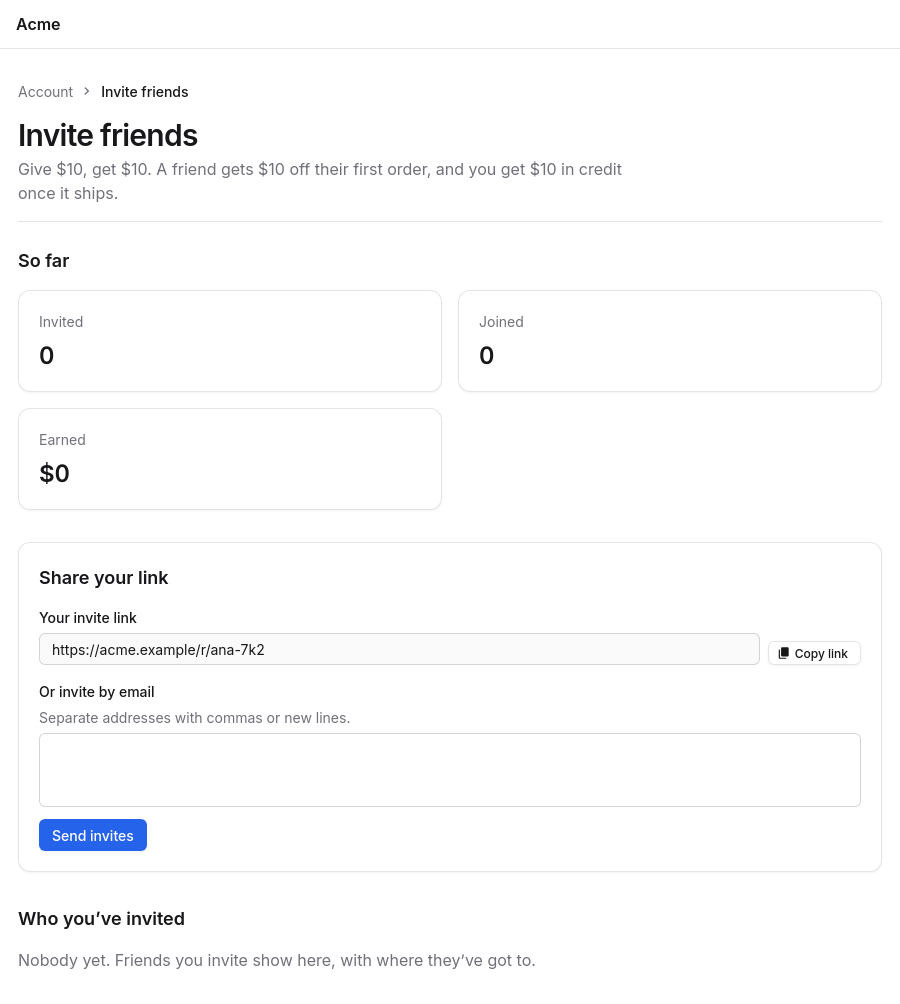 Acme
Account > Invite friends
Invite friends
Give $10, get $10. A friend gets $10 off their first order, and you get $10 in credit
once it ships.
So far
Invited
0
Joined
0
Earned
$0
Share your link
Your invite link
https://acme.example/r/ana-7k2
Copy link
Or invite by email
Separate addresses with commas or new lines.
Send invites
Who you’ve invited
Nobody yet. Friends you invite show here, with where they’ve got to.